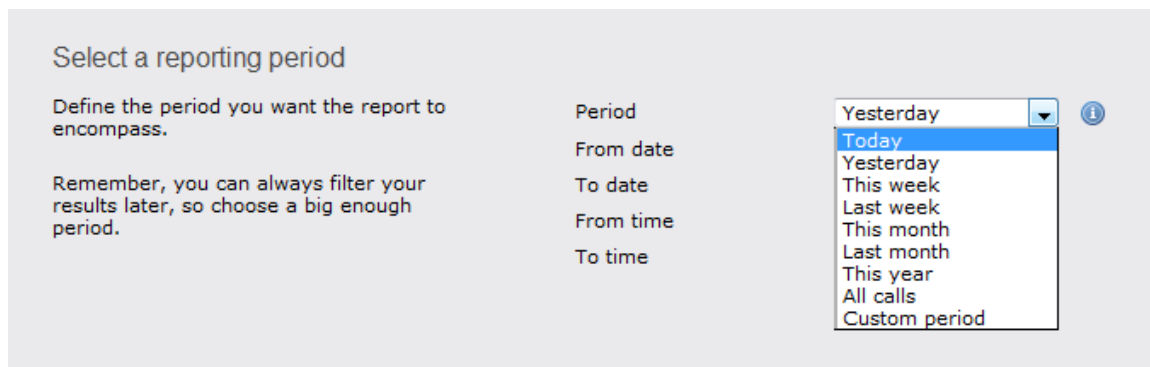 Select a reporting period
Define the period you want the report to
encompass.
Remember, you can always filter your
results later, so choose a big enough
period.
Period
From date
To date
From time
To time
Yesterday
Today
Yesterday
This week
Last week
This month
Last month
This year
All calls
Custom period